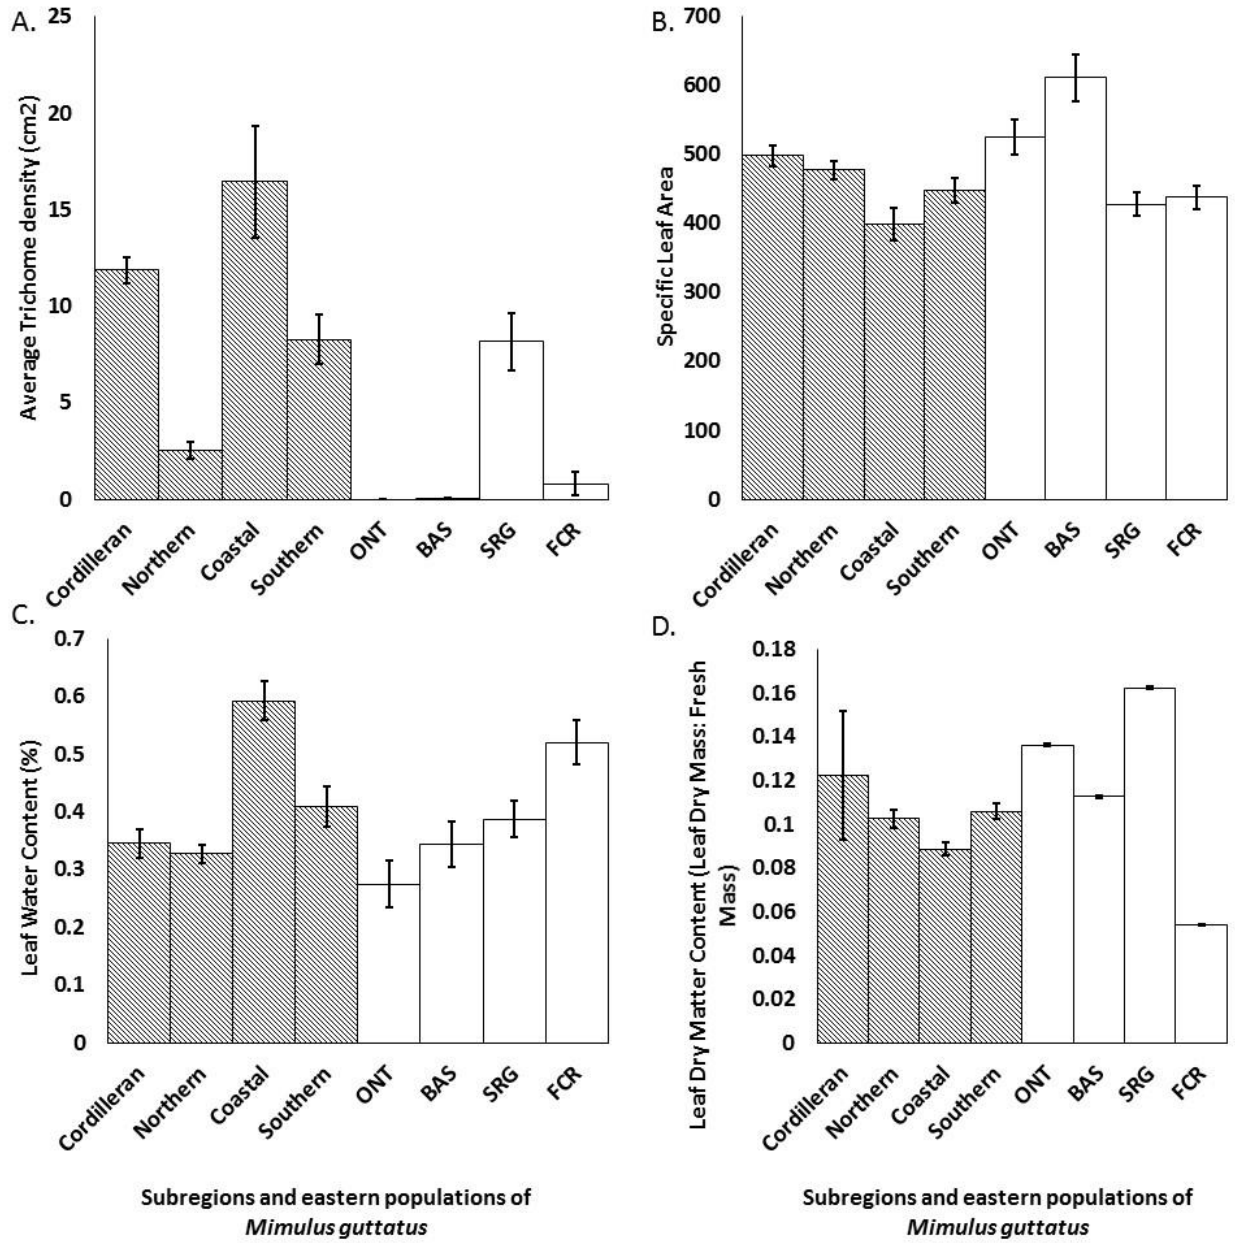 A.
Average Trichome density (cm2)
25
20
15
10
5
0
Cordilleran
Northern
Coastal
Southern
ONT
BAS
SRG
FCR
B.
Specific Leaf Area
700
600
500
400
300
200
100
0
Cordilleran
Northern
Coastal
Southern
ONT
BAS
SRG
FCR
C.
Leaf Water Content (%)
0.7
0.6
0.5
0.4
0.3
0.2
0.1
0
Cordilleran
Northern
Coastal
Southern
ONT
BAS
SRG
FCR
Subregions and eastern populations of
Mimulus guttatus
D.
Leaf Dry Matter Content (Leaf Dry Mass: Fresh
Mass)
0.18
0.16
0.14
0.12
0.1
0.08
0.06
0.04
0.02
0
Cordilleran
Northern
Coastal
Southern
ONT
BAS
SRG
FCR
Subregions and eastern populations of
Mimulus guttatus